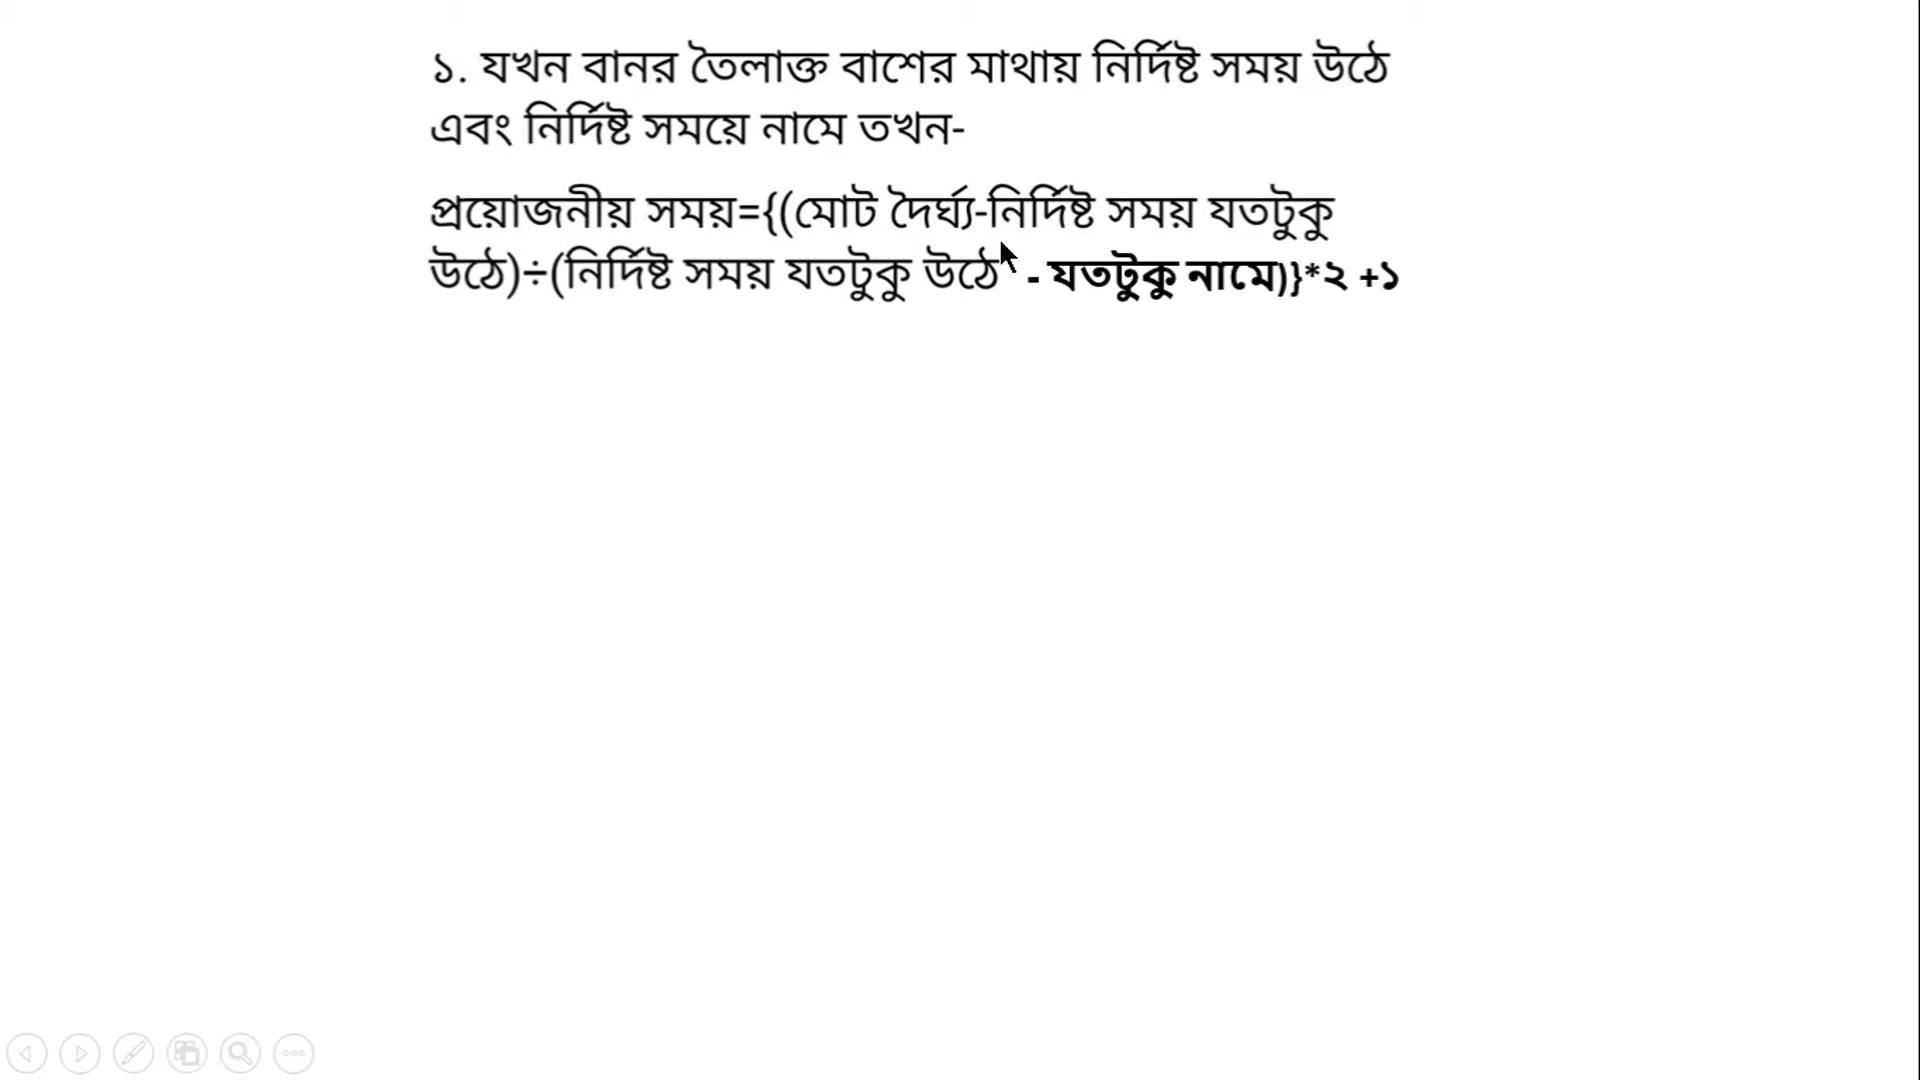 ১. যখন বানর তৈলাক্ত বাশের মাথায় নির্দিষ্ট সময় উঠে
এবং নির্দিষ্ট সময়ে নামে তখন-
প্রয়োজনীয় সময়={(মোট দৈর্ঘ্য-নির্দিষ্ট সময় যতটুকু
উঠে)÷(নির্দিষ্ট সময় যতটুকু উঠে - যতটুকু নামে)}*২ +১